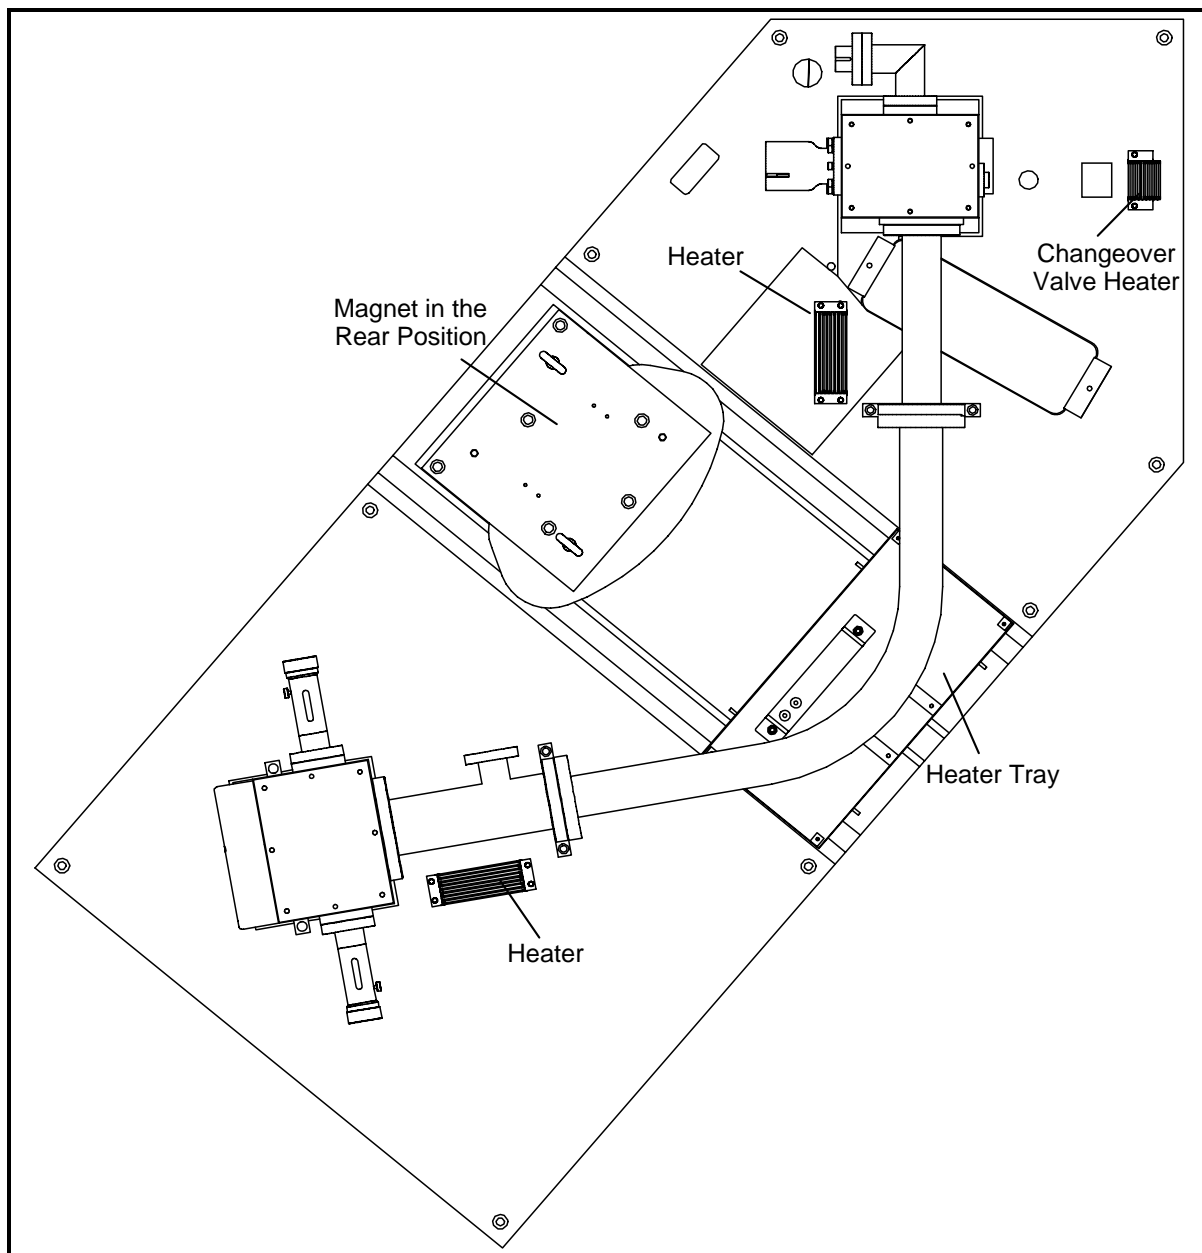 Heater
Changeover
Valve Heater
Magnet in the
Rear Position
Heater Tray
Heater